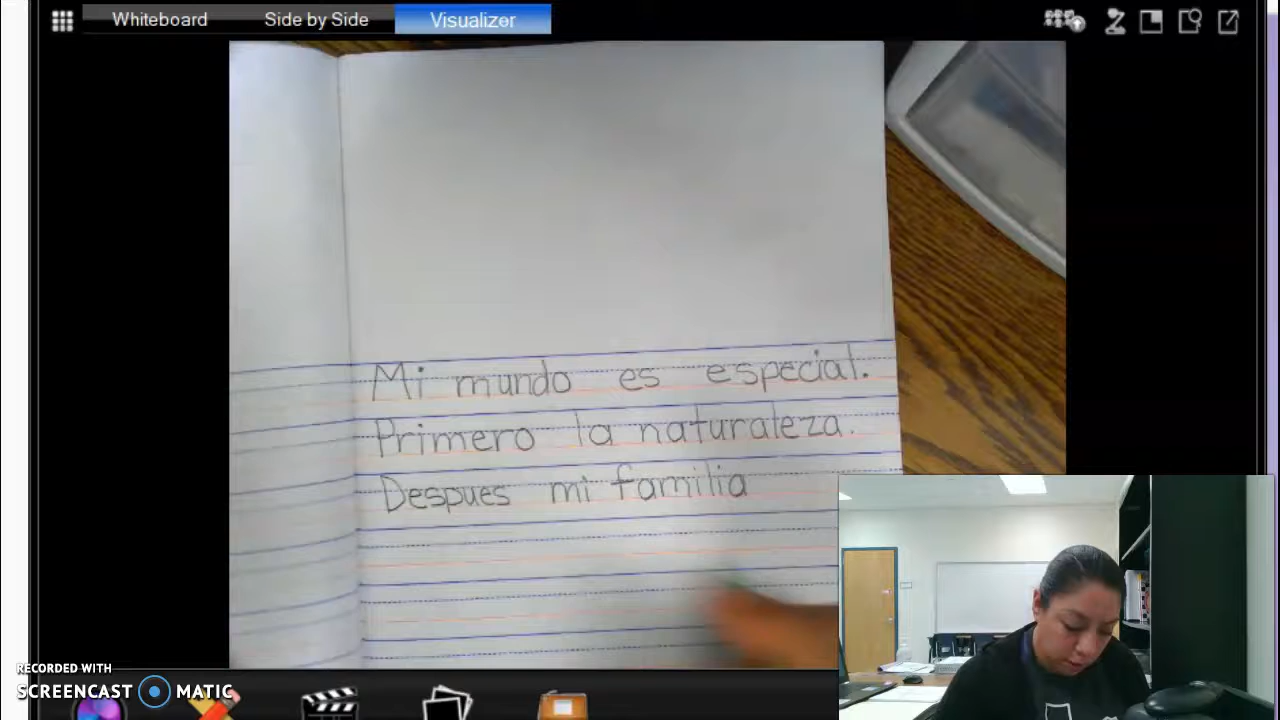 Whiteboard Side by Side Visualizer
Mi mundo es especial.
Primero la naturaleza.
Despues mi familia
RECORDED WITH
SCREENCAST MATIC